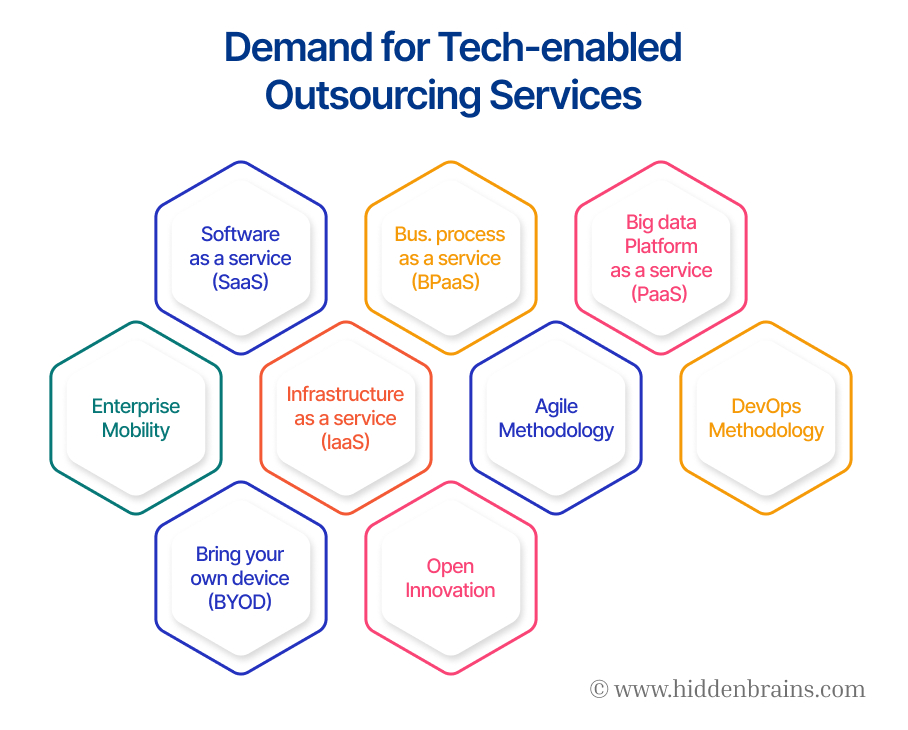 Demand for Tech-enabled
Outsourcing Services
Software
as a service
(SaaS)
Bus. process
as a service
(BPaaS)
Big data
Platform
as a service
(PaaS)
Enterprise
Mobility
Infrastructure
as a service
(IaaS)
Agile
Methodology
DevOps
Methodology
Bring your
own device
(BYOD)
Open
Innovation
© www.hiddenbrains.com